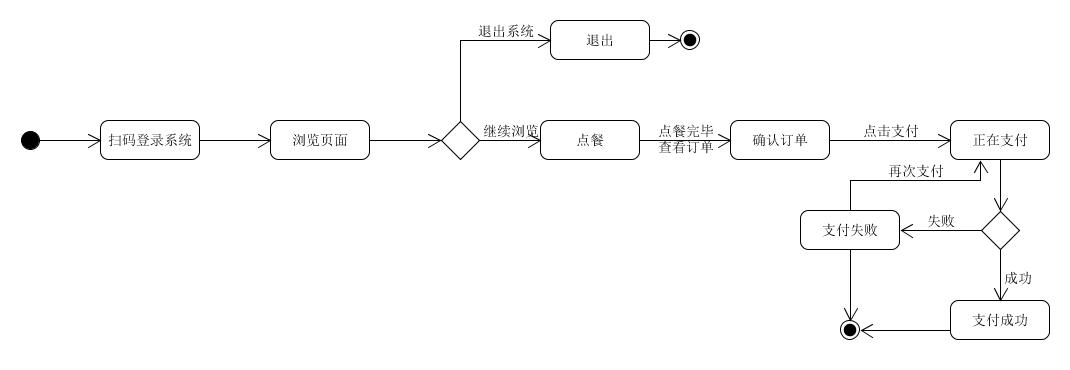 退出系统
退出
扫码登录系统
浏览页面
继续浏览
点餐
点餐完毕
查看订单
确认订单
点击支付
正在支付
再次支付
支付失败
失败
成功
支付成功